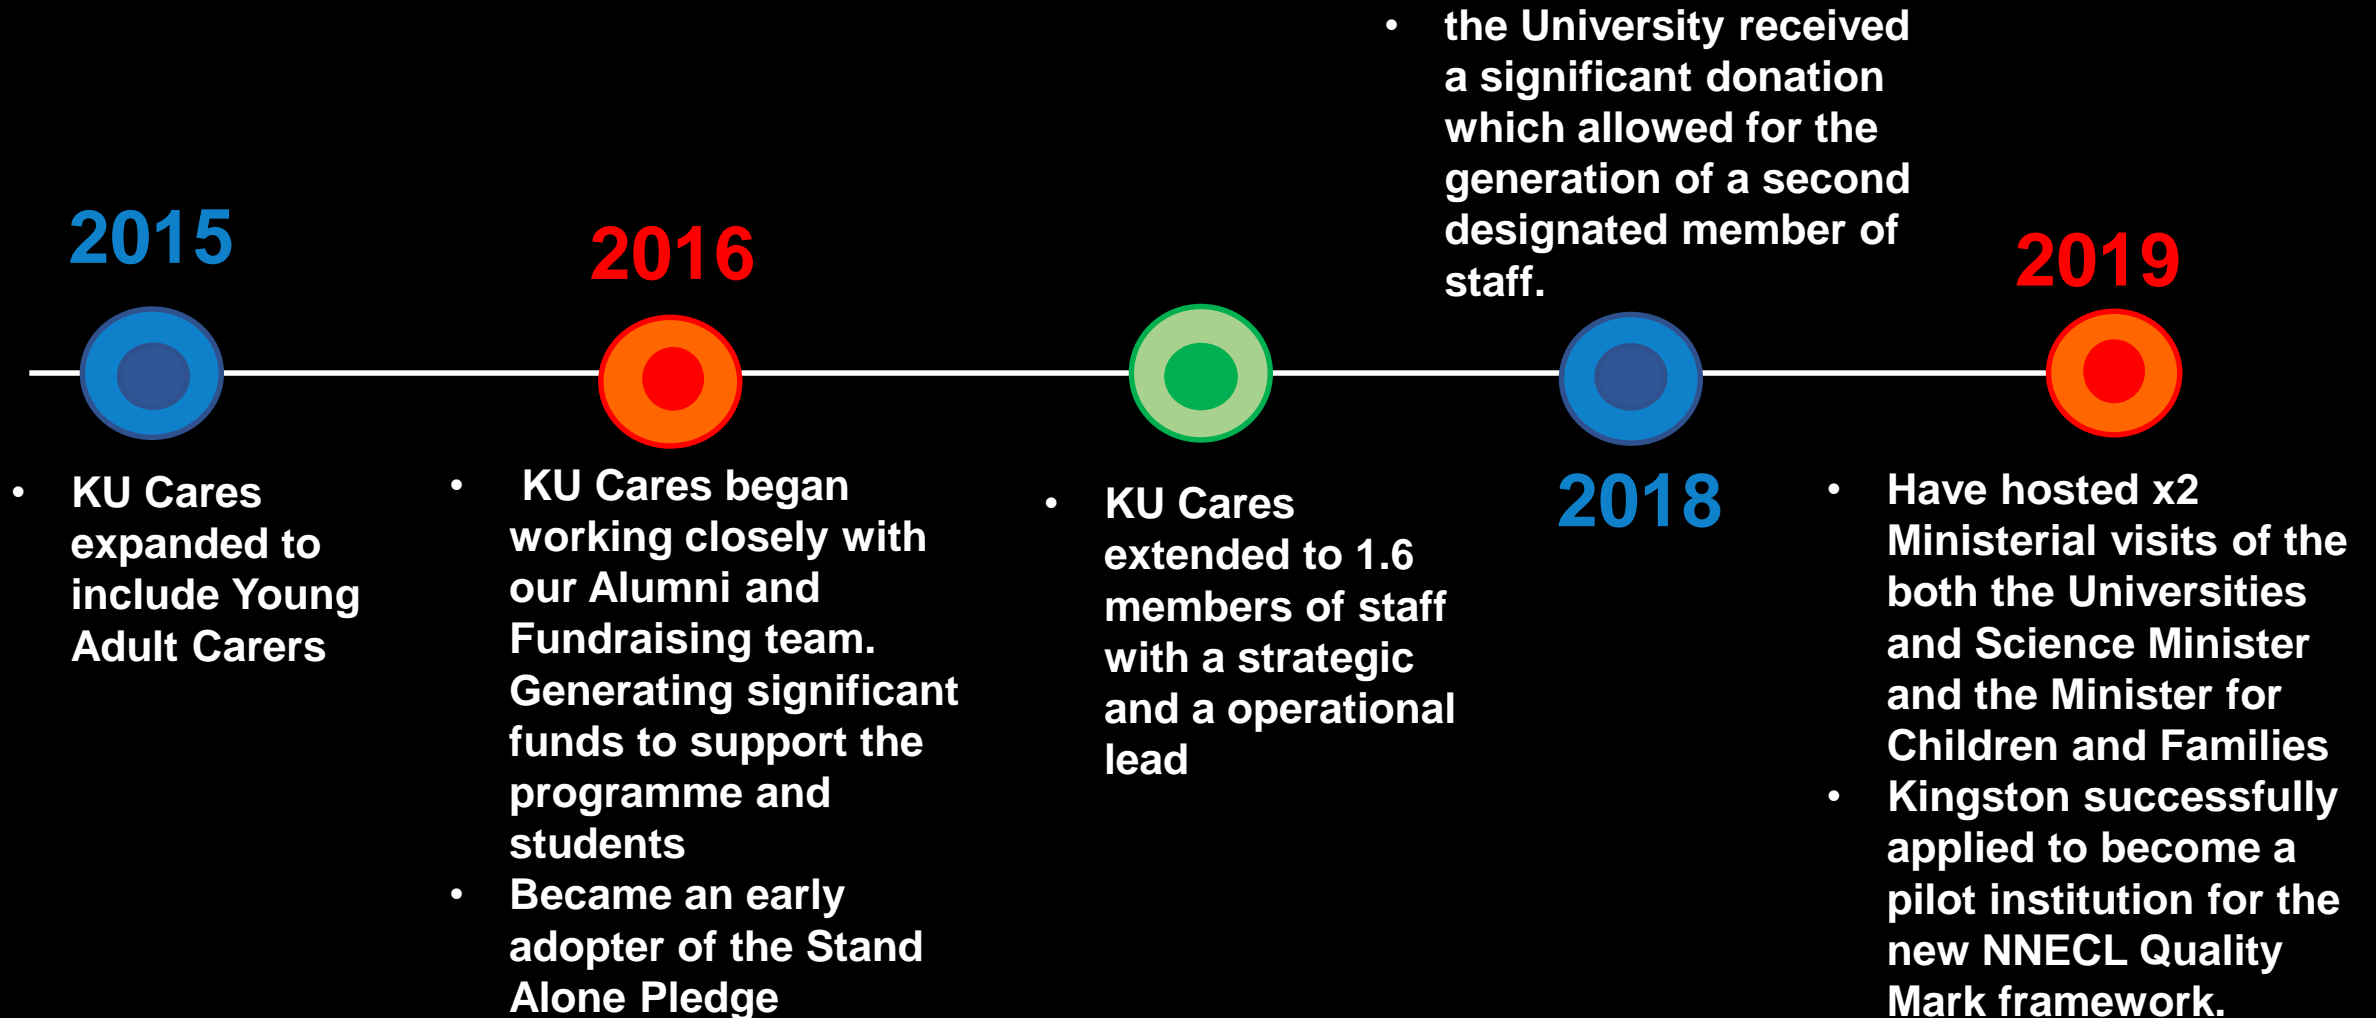 2015
• KU Cares
expanded to
include Young
Adult Carers
2016
• KU Cares began
working closely with
our Alumni and
Fundraising team.
Generating significant
funds to support the
programme and
students
• Became an early
adopter of the Stand
Alone Pledge
• KU Cares
extended to 1.6
members of staff
with a strategic
and a operational
lead
• the University received
a significant donation
which allowed for the
generation of a second
designated member of
staff.
2018
2019
• Have hosted x2
Ministerial visits of the
both the Universities
and Science Minister
and the Minister for
Children and Families
• Kingston successfully
applied to become a
pilot institution for the
new NNECL Quality
Mark framework.